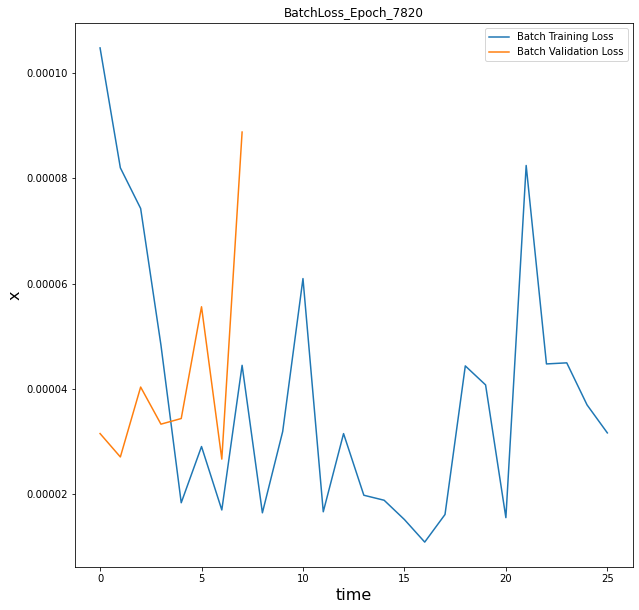 BatchLoss_Epoch_7820
Batch Training Loss
Batch Validation Loss
0.00010
0.00008
0.00006
0.00004
0.00002
x
0 5 10 15 20 25
time